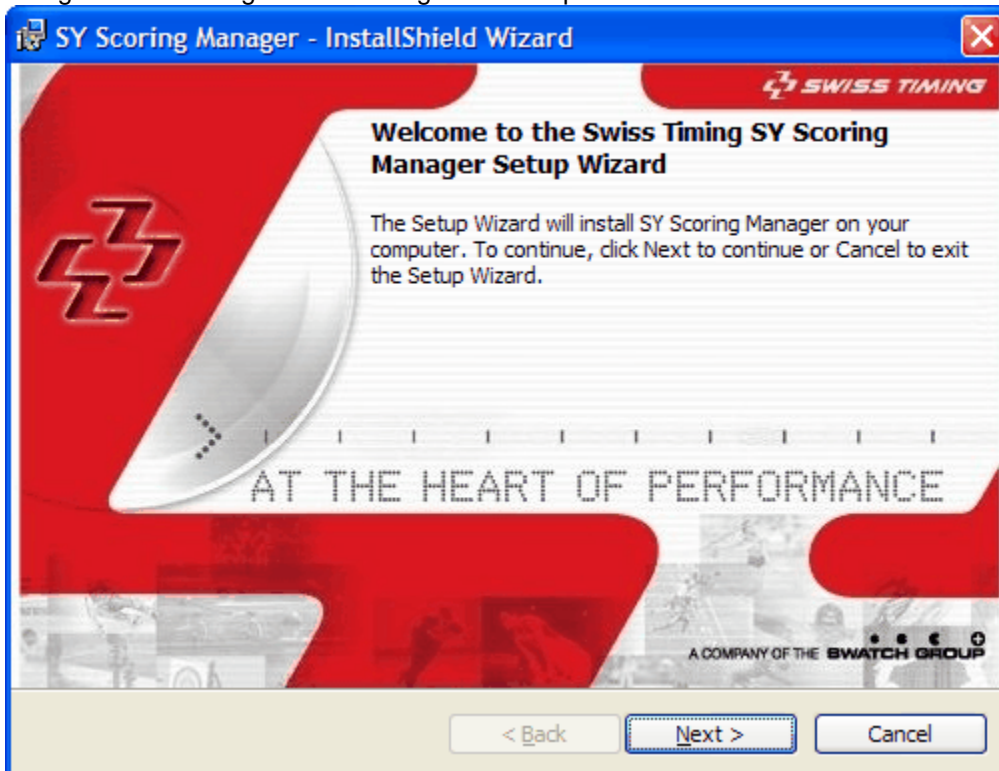 SY Scoring Manager - InstallShield Wizard
SWISS TIMING
Welcome to the Swiss Timing SY Scoring
Manager Setup Wizard
The Setup Wizard will install SY Scoring Manager on your
computer. To continue, click Next to continue or Cancel to exit
the Setup Wizard.
AT THE HEART OF PERFORMANCE
A COMPANY OF THE SWATCH GROUP
< Back Next > Cancel